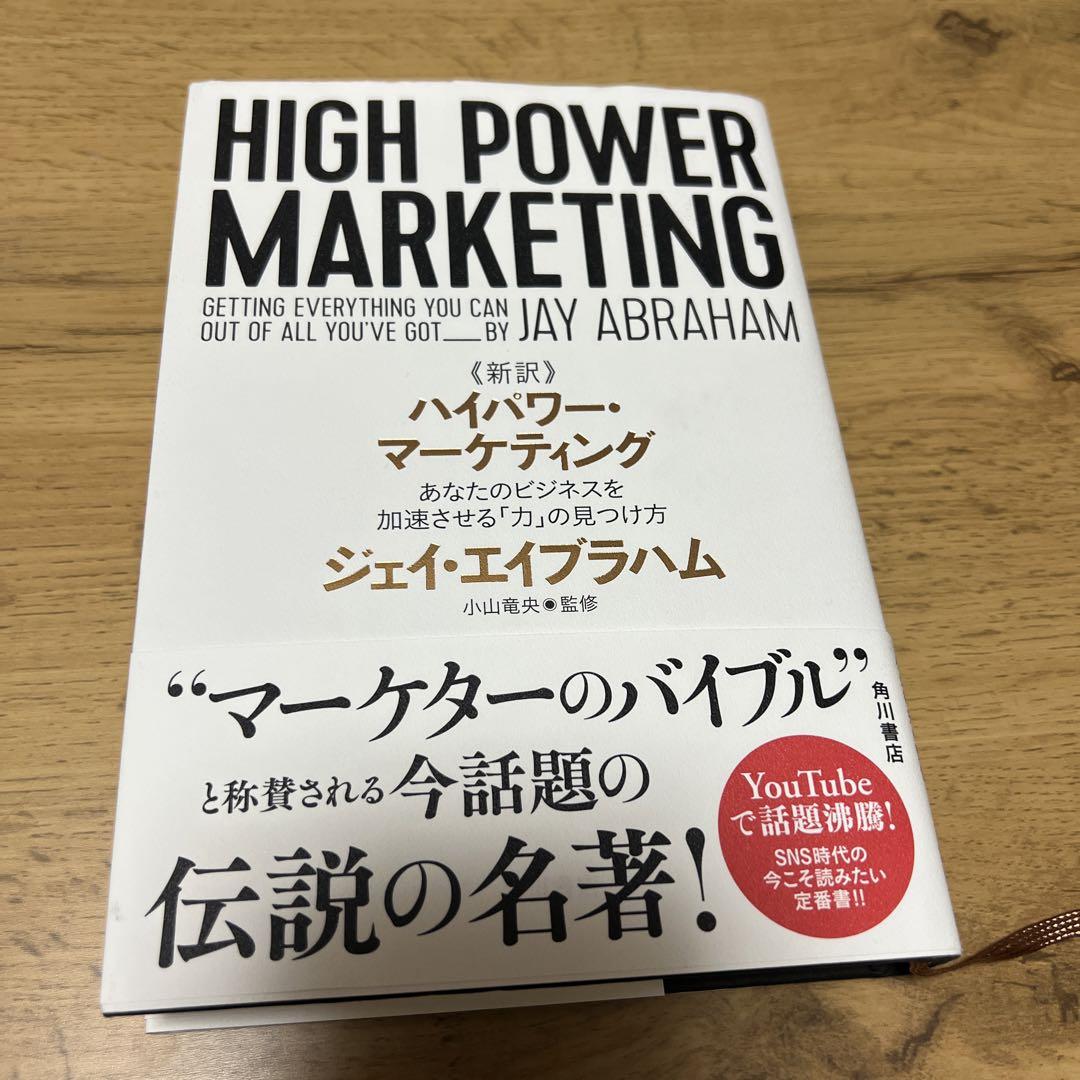 HIGH POWER
MARKETING
GETTING EVERYTHING YOU CAN
OUT OF ALL YOU'VE GOT___BY JAY ABRAHAM
《新訳》
ハイパワー・
マーケティング
あなたのビジネスを
加速させる「力」の見つけ方
ジェイ・エイブラハム
小山竜央◉監修
“マーケターのバイブル”
と称賛される今話題の
伝説の名著!
角川書店
YouTube
で話題沸騰!
SNS時代の
今こそ読みたい
定番書!!